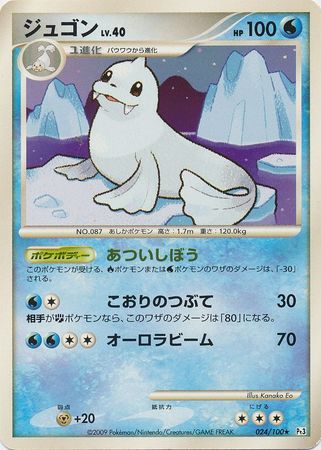 ジュゴン LV.40 HP 100
1進化 パウワウから進化
NO.087 あしかポケモン 高さ:1.7m 重さ:120.0kg
ポケボディー あついしぼう
このポケモンが受ける、ポケモンまたはポケモンのワザのダメージは、「-30」される。
こおりのつぶて 30
相手がポケモンなら、このワザのダメージは「80」になる。
オーロラビーム 70
Illus. Kanako Eo
弱点 抵抗力 にげる
+20
©2009 Pokémon/Nintendo/Creatures/GAME FREAK. 024/100★ Pt3